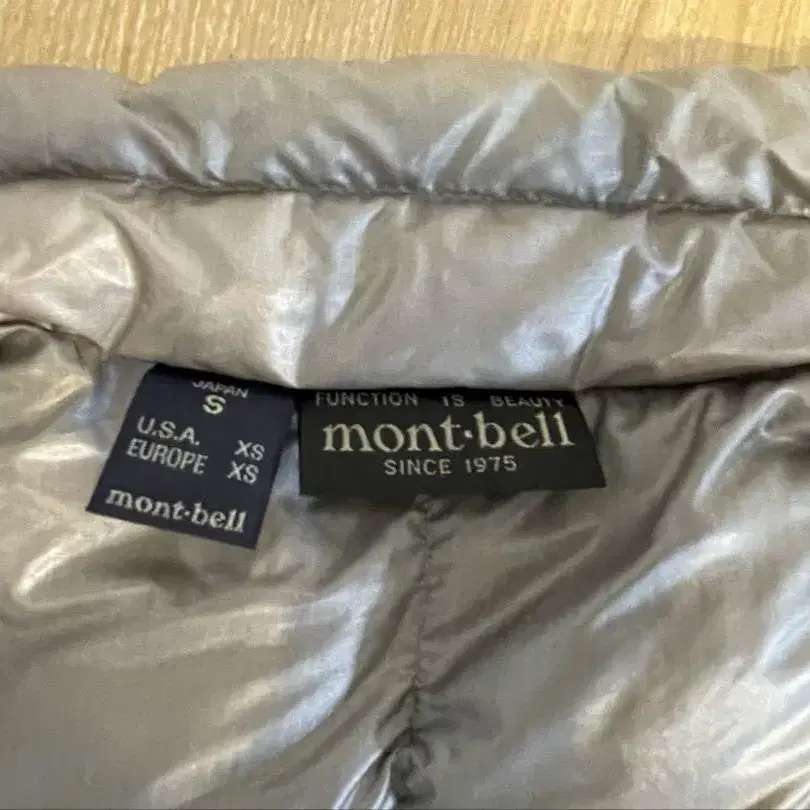 JAPAN
S
U.S.A. XS
EUROPE XS
mont·bell
FUNCTION IS BEAUTY
mont·bell
SINCE 1975